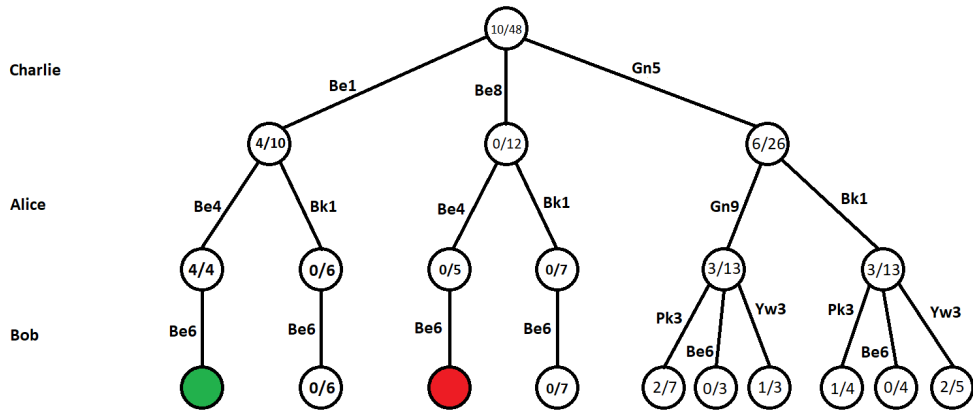 10/48
Charlie
Be1 Be8 Gn5
4/10 0/12 6/26
Alice
Be4 Bk1 Be4 Bk1 Gn9 Bk1
4/4 0/6 0/5 0/7 3/13 3/13
Bob
Be6 Be6 Be6 Be6 Pk3 Be6 Yw3 Pk3 Be6 Yw3
0/6 0/7 2/7 0/3 1/3 1/4 0/4 2/5